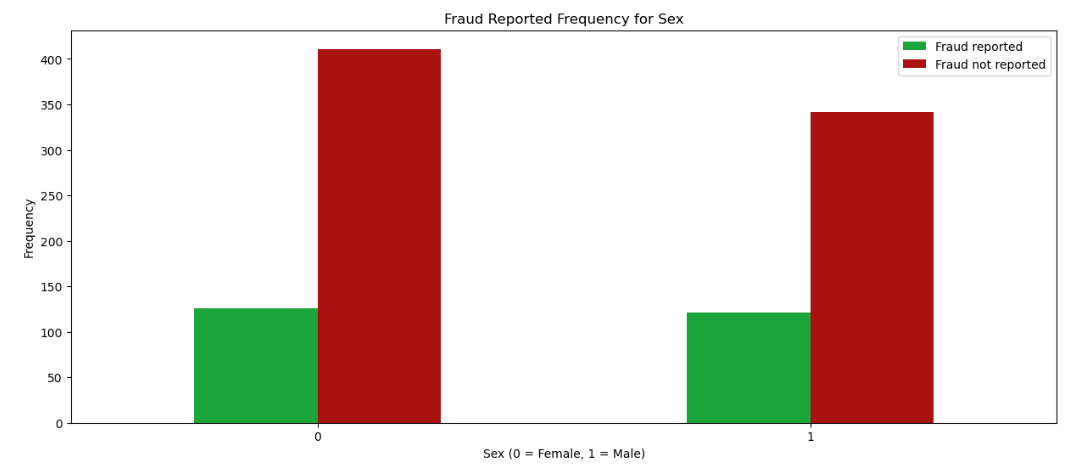 Fraud Reported Frequency for Sex
Fraud reported
Fraud not reported
400
350
300
250
200
150
100
50
0
Frequency
0
1
Sex (0 = Female, 1 = Male)